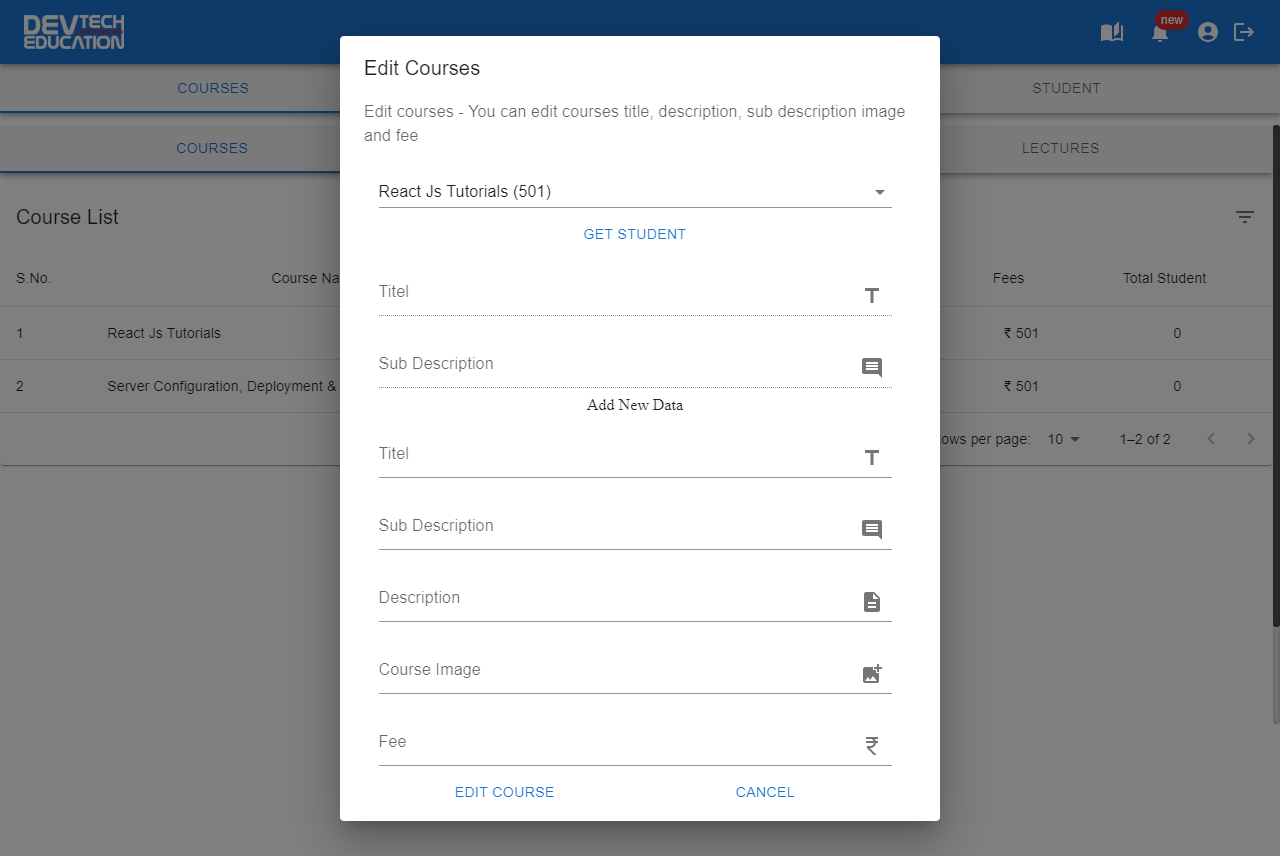 DEVTECH
EDUCATION
new
COURSES
STUDENT
COURSES
LECTURES
Course List
S.No.
Course Na
Fees
Total Student
1
React Js Tutorials
₹ 501
0
2
Server Configuration, Deployment &
₹ 501
0
ows per page:
10
1–2 of 2
Edit Courses
Edit courses - You can edit courses title, description, sub description image
and fee
React Js Tutorials (501)
GET STUDENT
Titel
Sub Description
Add New Data
Titel
Sub Description
Description
Course Image
Fee
₹
EDIT COURSE
CANCEL